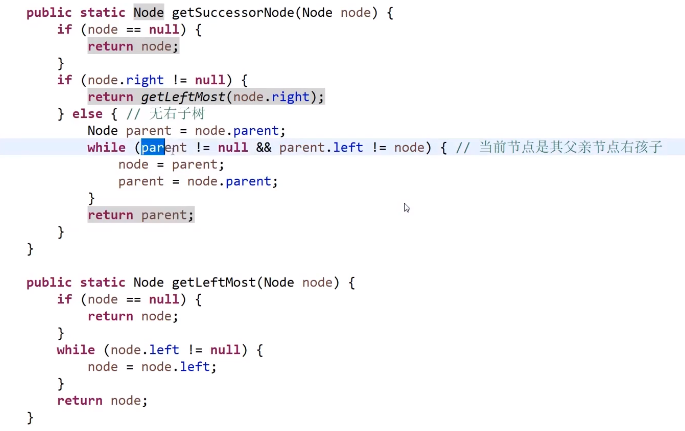 public static Node getSuccessorNode(Node node) {
if (node == null) {
return node;
}
if (node.right != null) {
return getLeftMost(node.right);
} else { // 无右子树
Node parent = node.parent;
while (parent != null && parent.left != node) { // 当前节点是其父亲节点右孩子
node = parent;
parent = node.parent;
}
return parent;
}
}
public static Node getLeftMost(Node node) {
if (node == null) {
return node;
}
while (node.left != null) {
node = node.left;
}
return node;
}